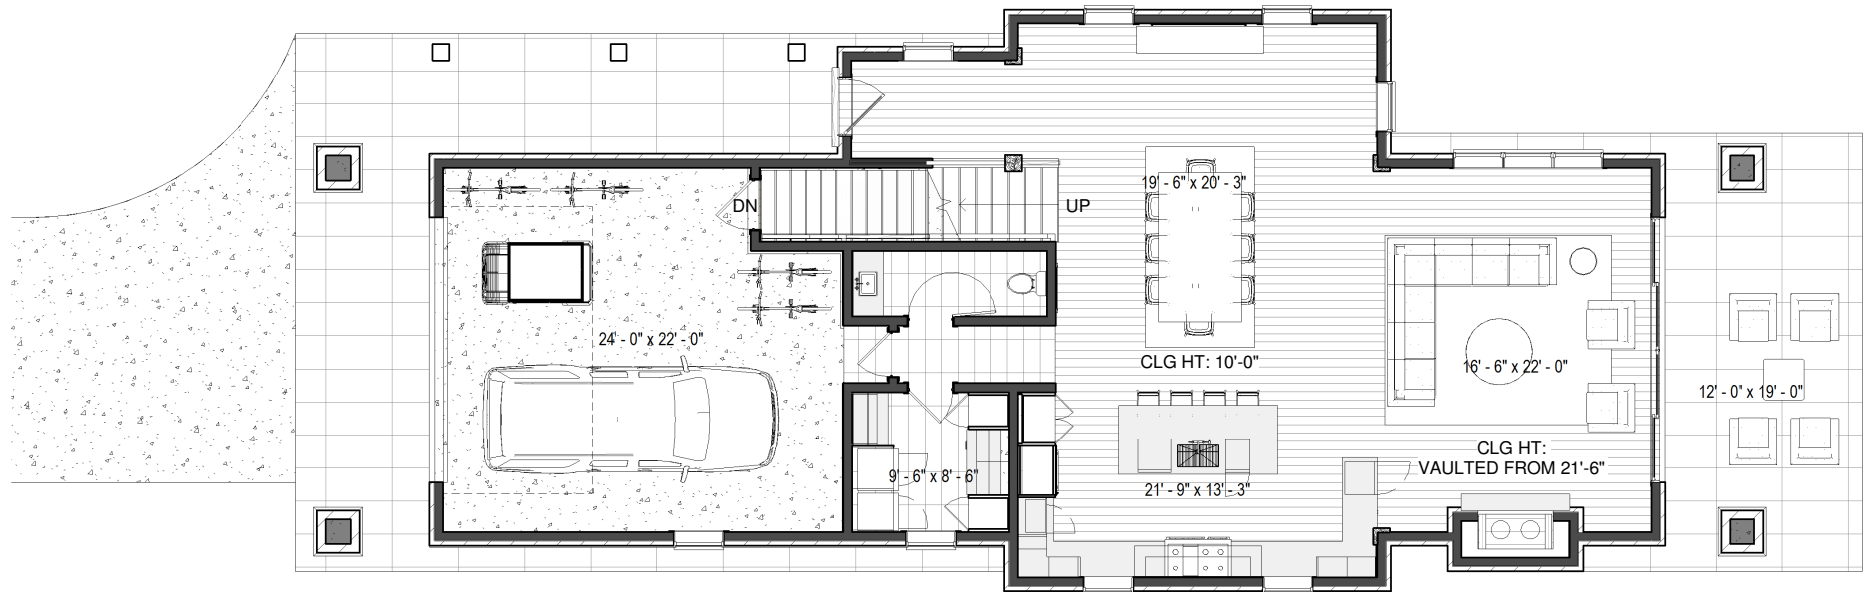 19' - 6" x 20' - 3"
DN
UP
24' - 0" x 22' - 0"
CLG HT: 10'-0"
16' - 6" x 22' - 0"
12' - 0" x 19' - 0"
CLG HT:
VAULTED FROM 21'-6"
9' - 6" x 8' - 6"
21' - 9" x 13' - 3"